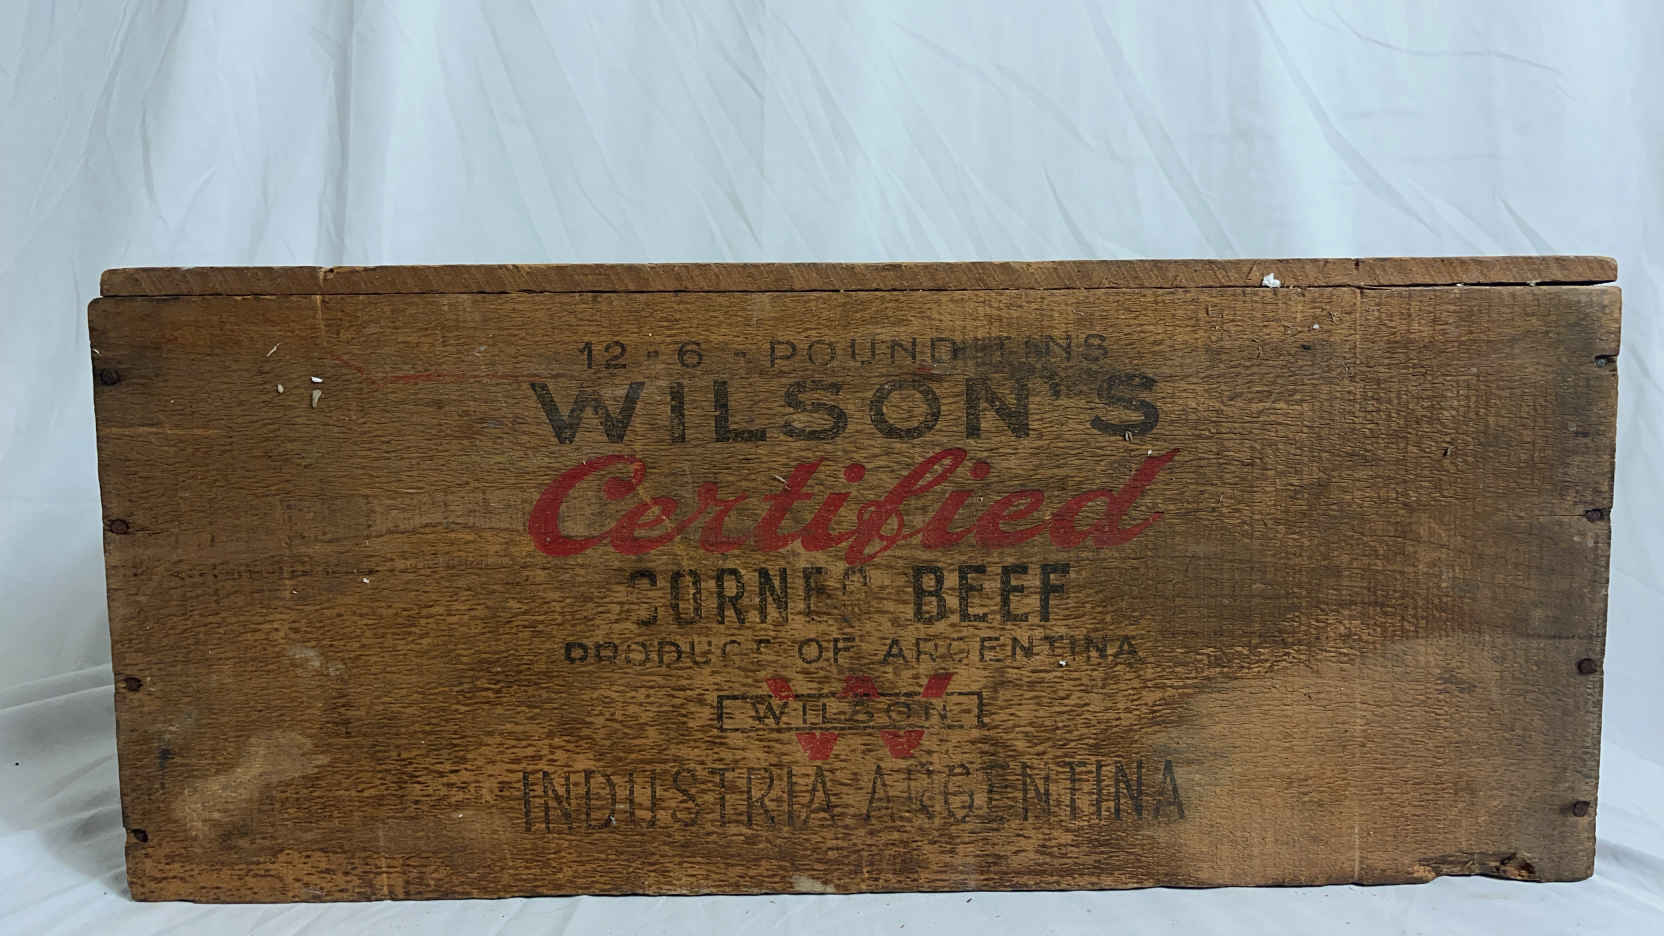 12-6-POUND TINS
WILSON'S
Certified
CORNED BEEF
PRODUCE OF ARGENTINA
W
WILSON
INDUSTRIA ARGENTINA